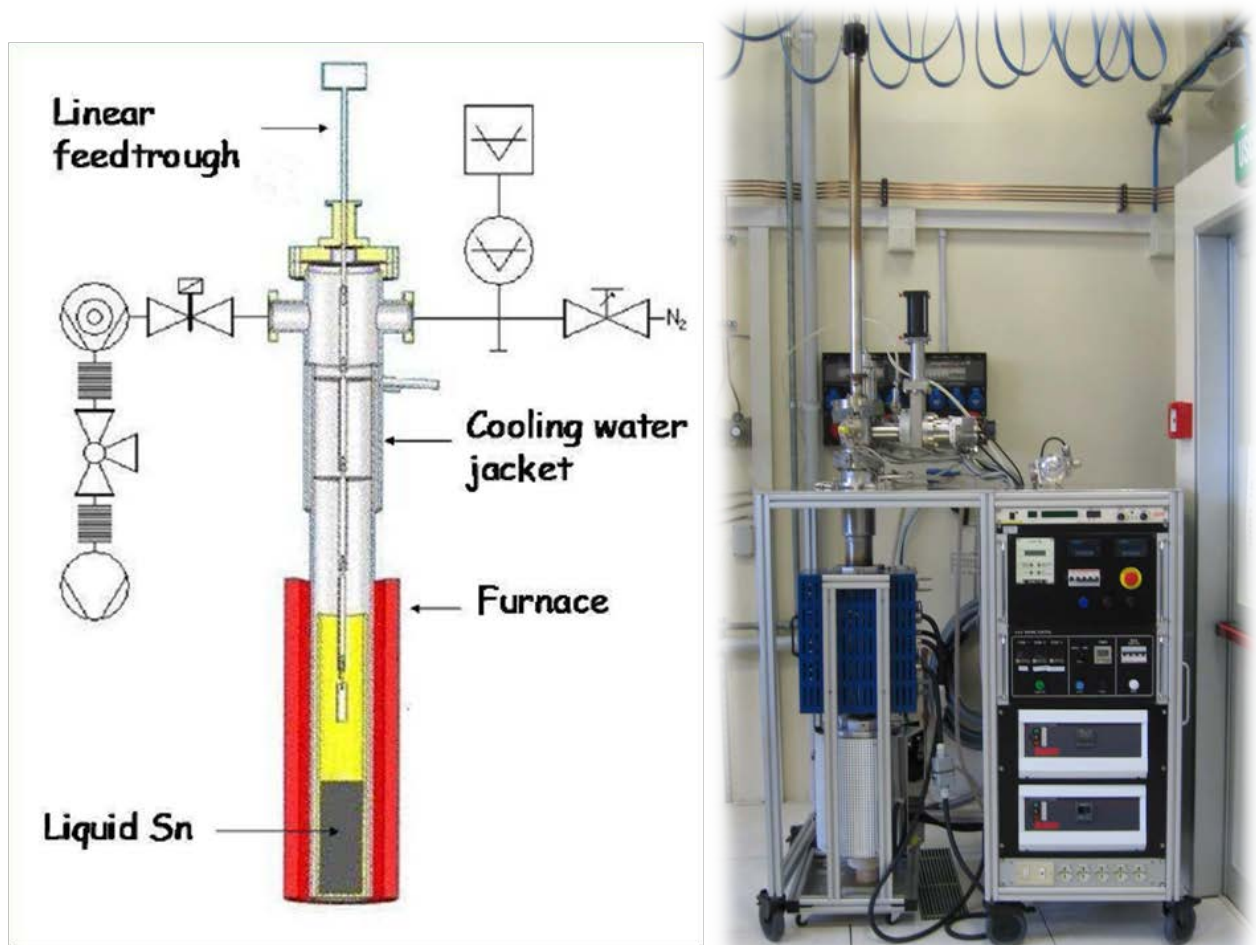 Linear
feedtrough
N₂
Cooling water
jacket
Furnace
Liquid Sn